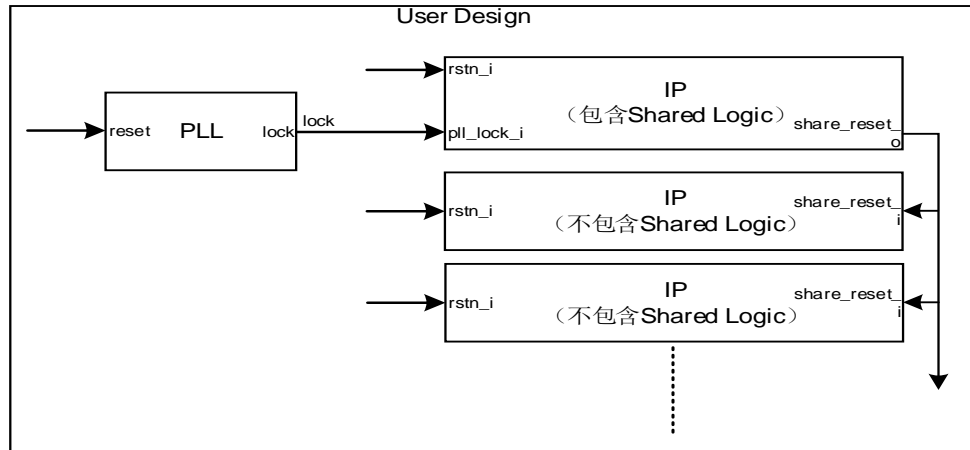 User Design
reset
PLL
lock
lock
rstn_i
pll_lock_i
IP
（包含Shared Logic）
share_reset_
o
rstn_i
IP
（不包含Shared Logic）
share_reset_
i
rstn_i
IP
（不包含Shared Logic）
share_reset_
i